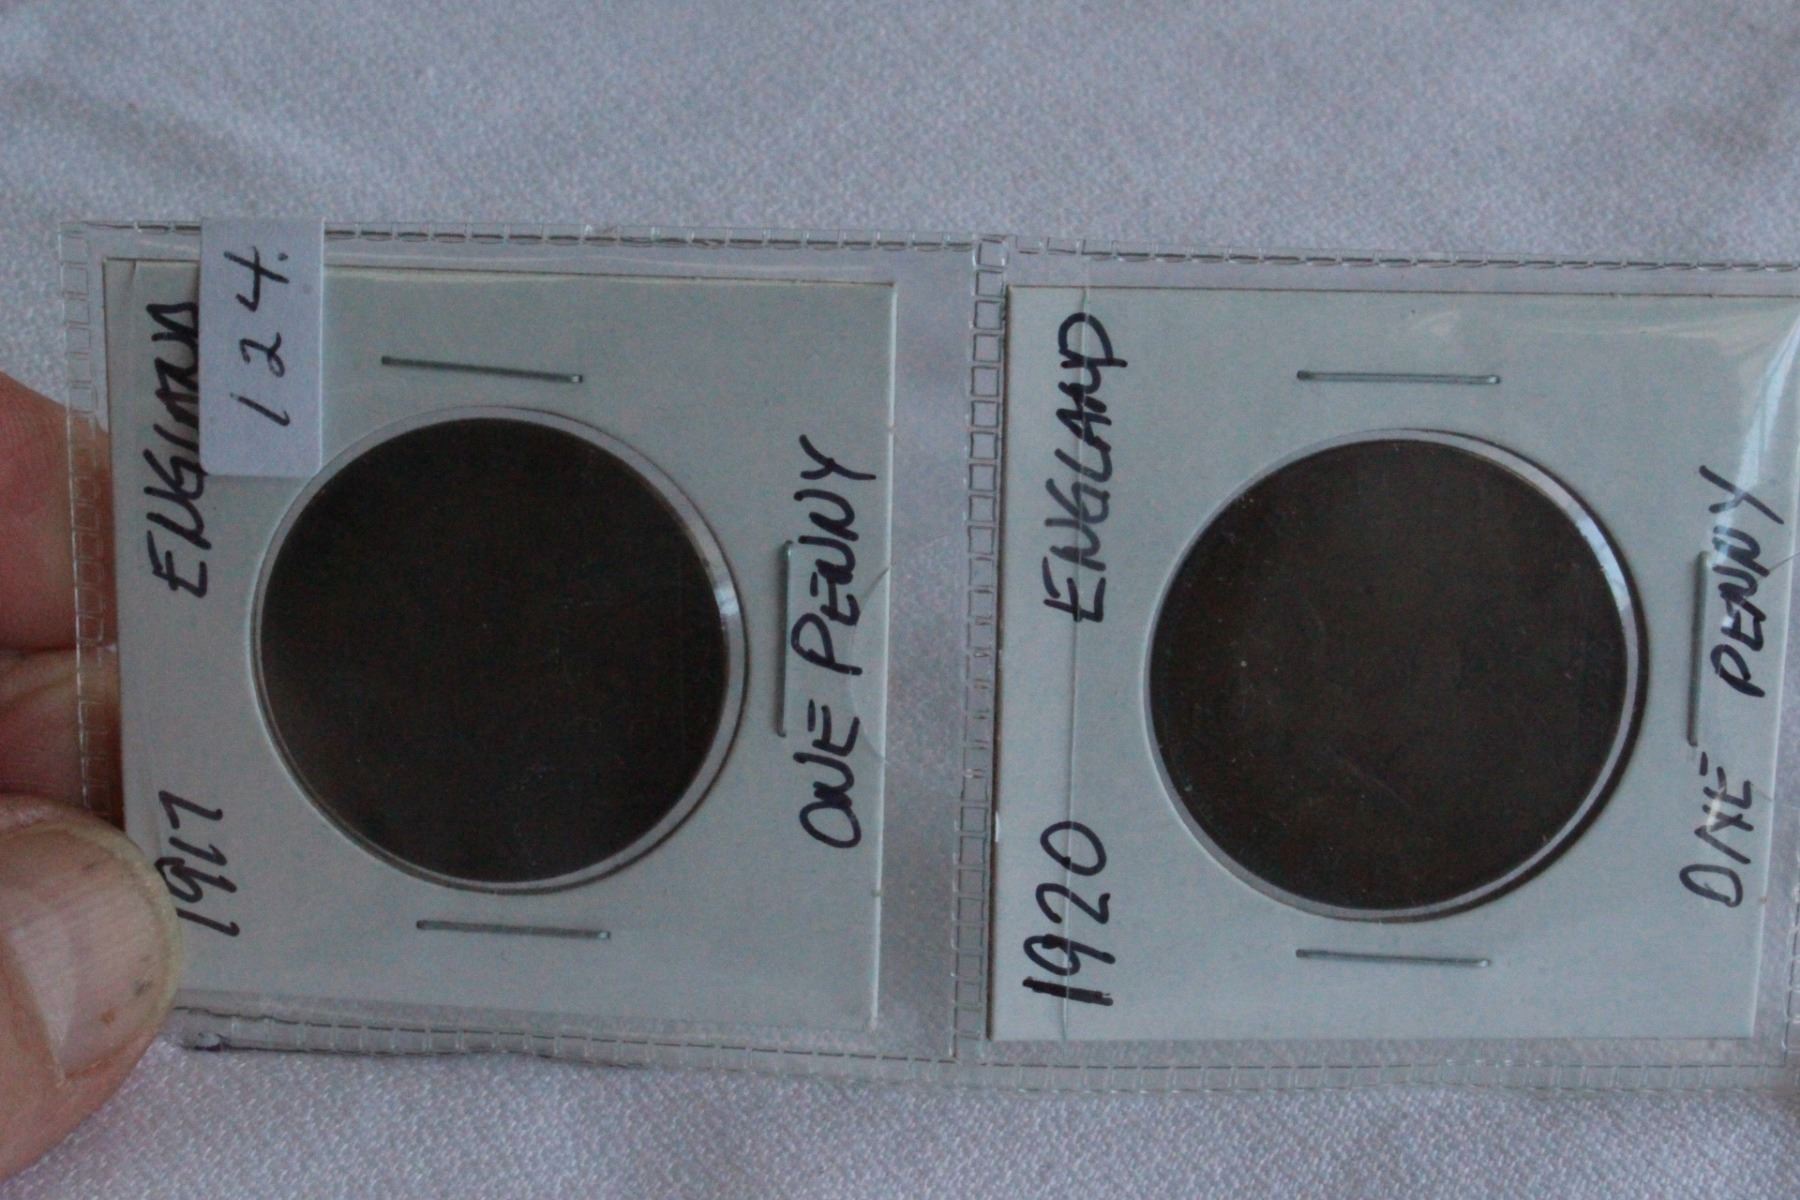 124.
1917 ENGLAND
ONE PENNY
1920 ENGLAND
ONE PENNY